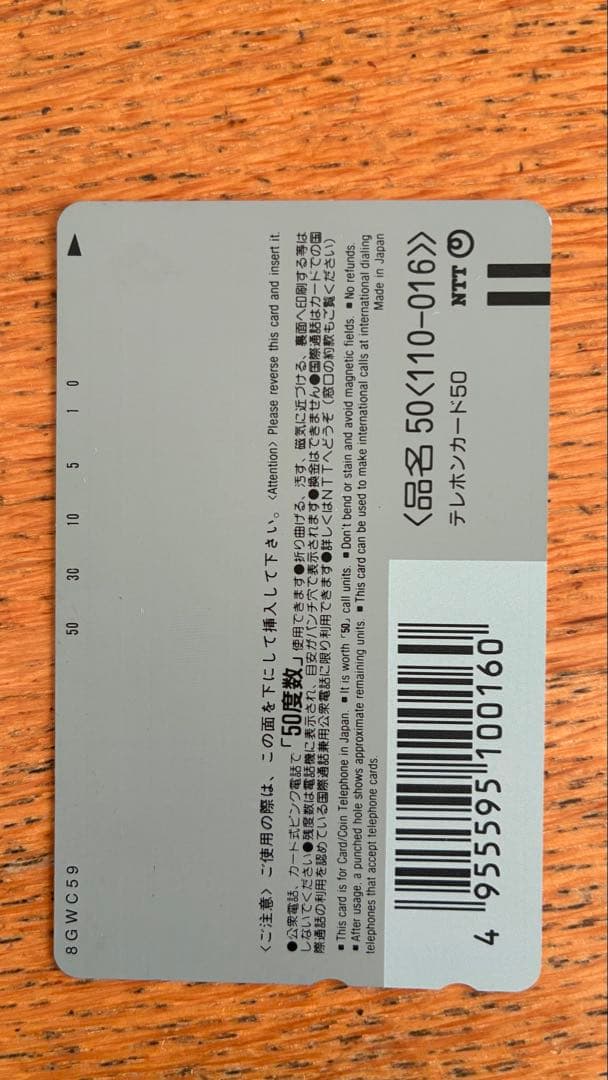 8GWC59
50 30 10 5 1 0
〈ご注意〉ご使用の際は、この面を下にして挿入して下さい。〈Attention〉Please reverse this card and insert it.
●公衆電話、カード式ピンク電話で「50度数」使用できます●折り曲げる、汚す、磁気に近づける、裏面へ印刷する等は
しないでください●残度数は電話機に表示され、目安がパンチ穴で表示されます●換金はできません●国際通話はカードでの国
際通話の利用を認めている国際通話兼用公衆電話に限り利用できます●詳しくはNTTへどうぞ（窓口の約款もご覧ください）
■ This card is for Card/Coin Telephone in Japan. ■ It is worth「50」call units. ■ Don't bend or stain and avoid magnetic fields. ■ No refunds.
■ After usage, a punched hole shows approximate remaining units. ■ This card can be used to make international calls at international dialing
telephones that accept telephone cards.
Made in Japan
4 955595 100160
〈品名 50〈110-016〉〉
テレホンカード50
NTT